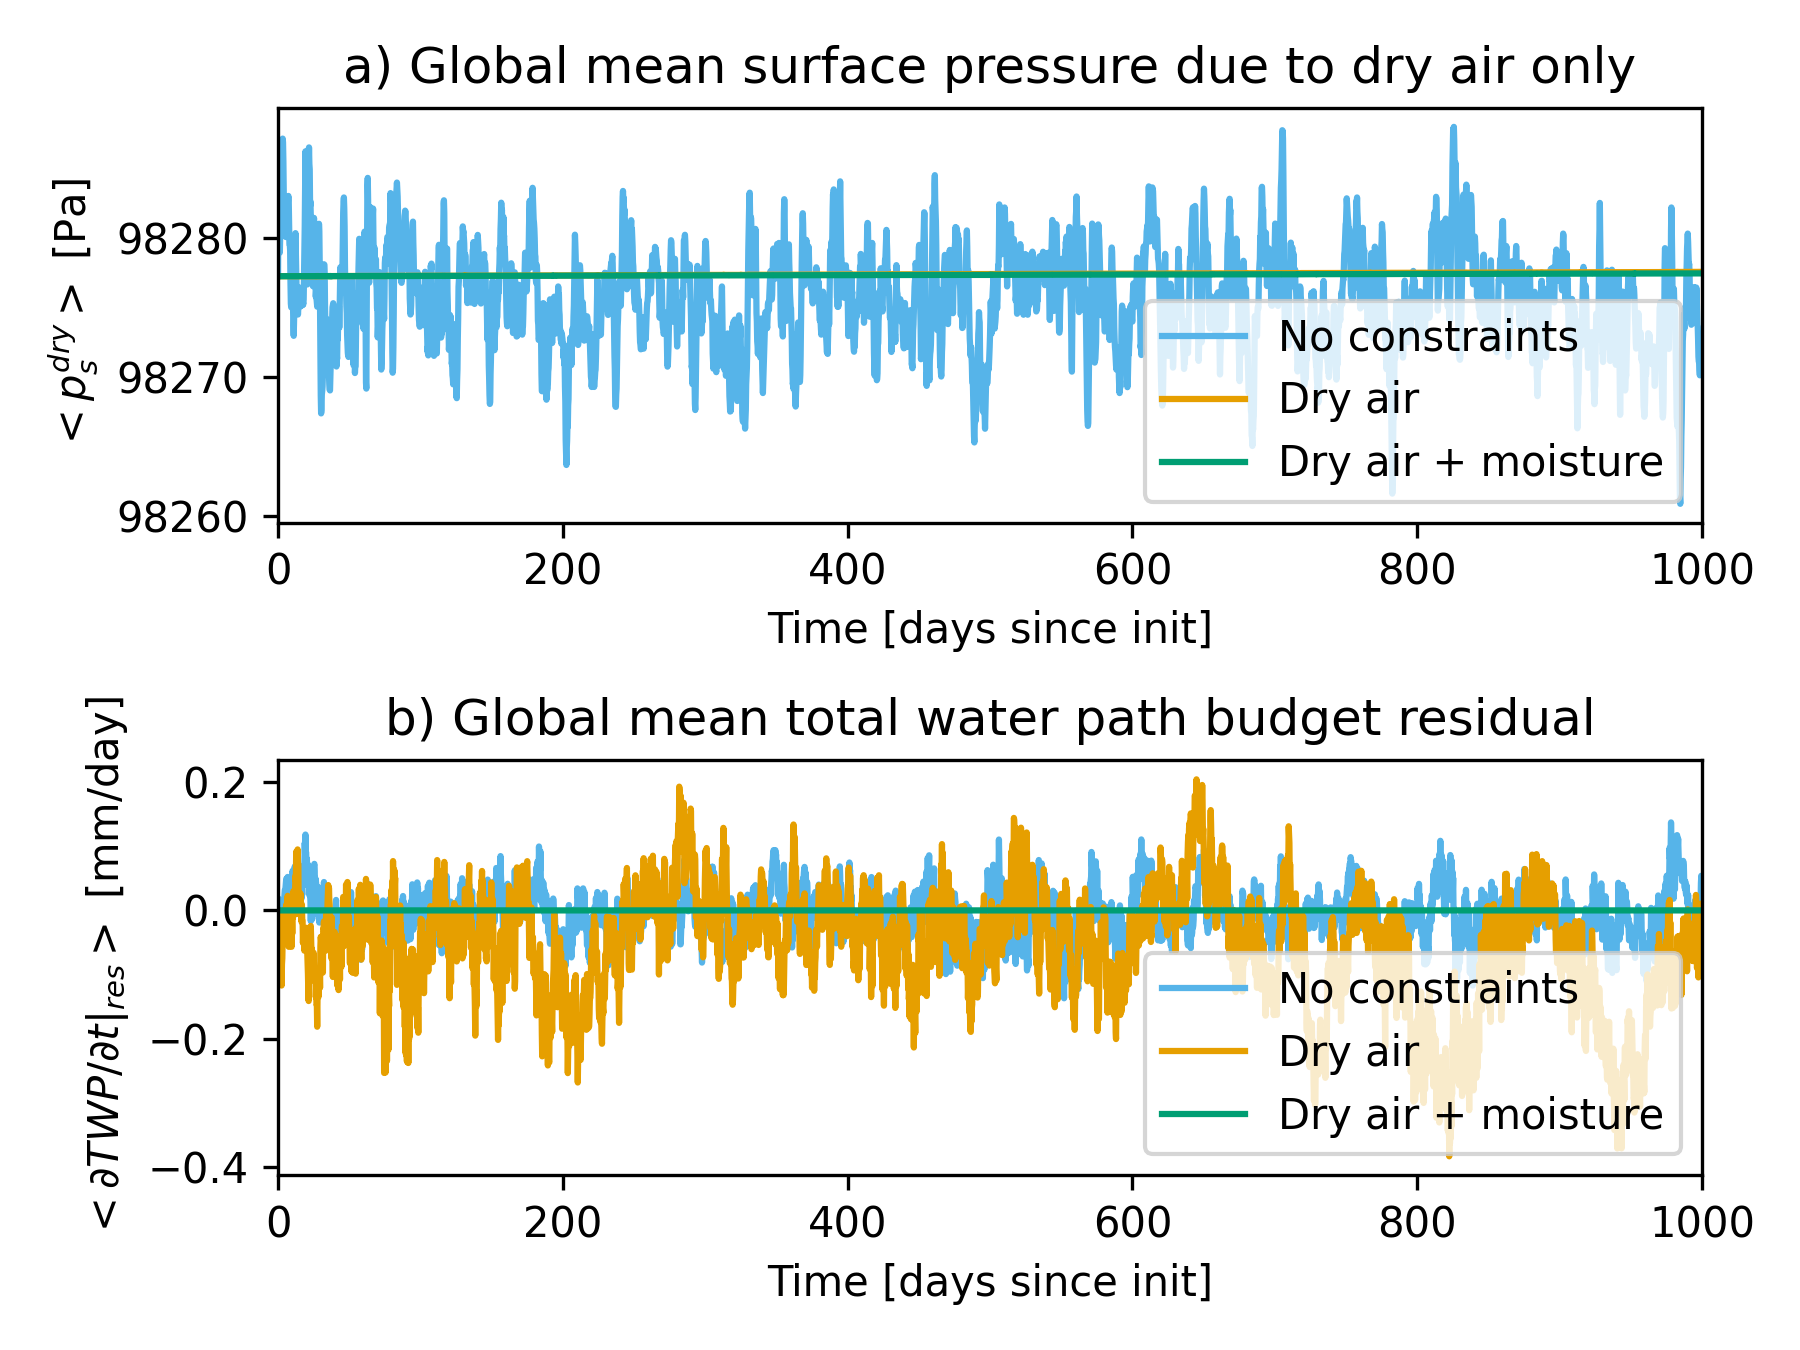 a) Global mean surface pressure due to dry air only
< p_s^{dry} > [Pa]
98280
98270
98260
No constraints
Dry air
Dry air + moisture
0 200 400 600 800 1000
Time [days since init]
b) Global mean total water path budget residual
< ∂TWP/∂t|_{res} > [mm/day]
0.2
0.0
−0.2
−0.4
No constraints
Dry air
Dry air + moisture
0 200 400 600 800 1000
Time [days since init]